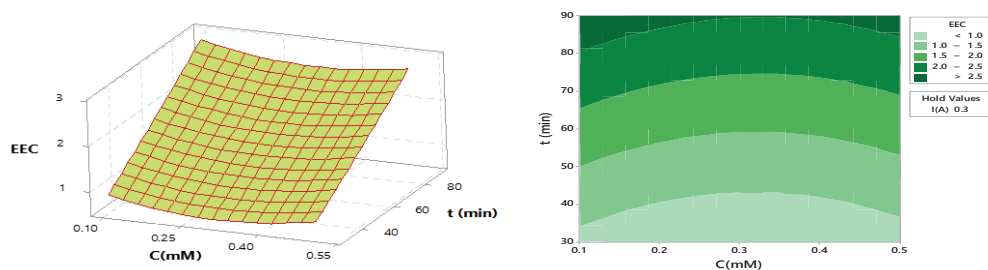 3
2
EEC
1
0.10
0.25
0.40
0.55
C(mM)
40
60
80
t (min)
90
80
70
60
50
40
30
t (min)
0.1
0.2
0.3
0.4
0.5
C(mM)
EEC
< 1.0
1.0 – 1.5
1.5 – 2.0
2.0 – 2.5
> 2.5
Hold Values
I(A) 0.3